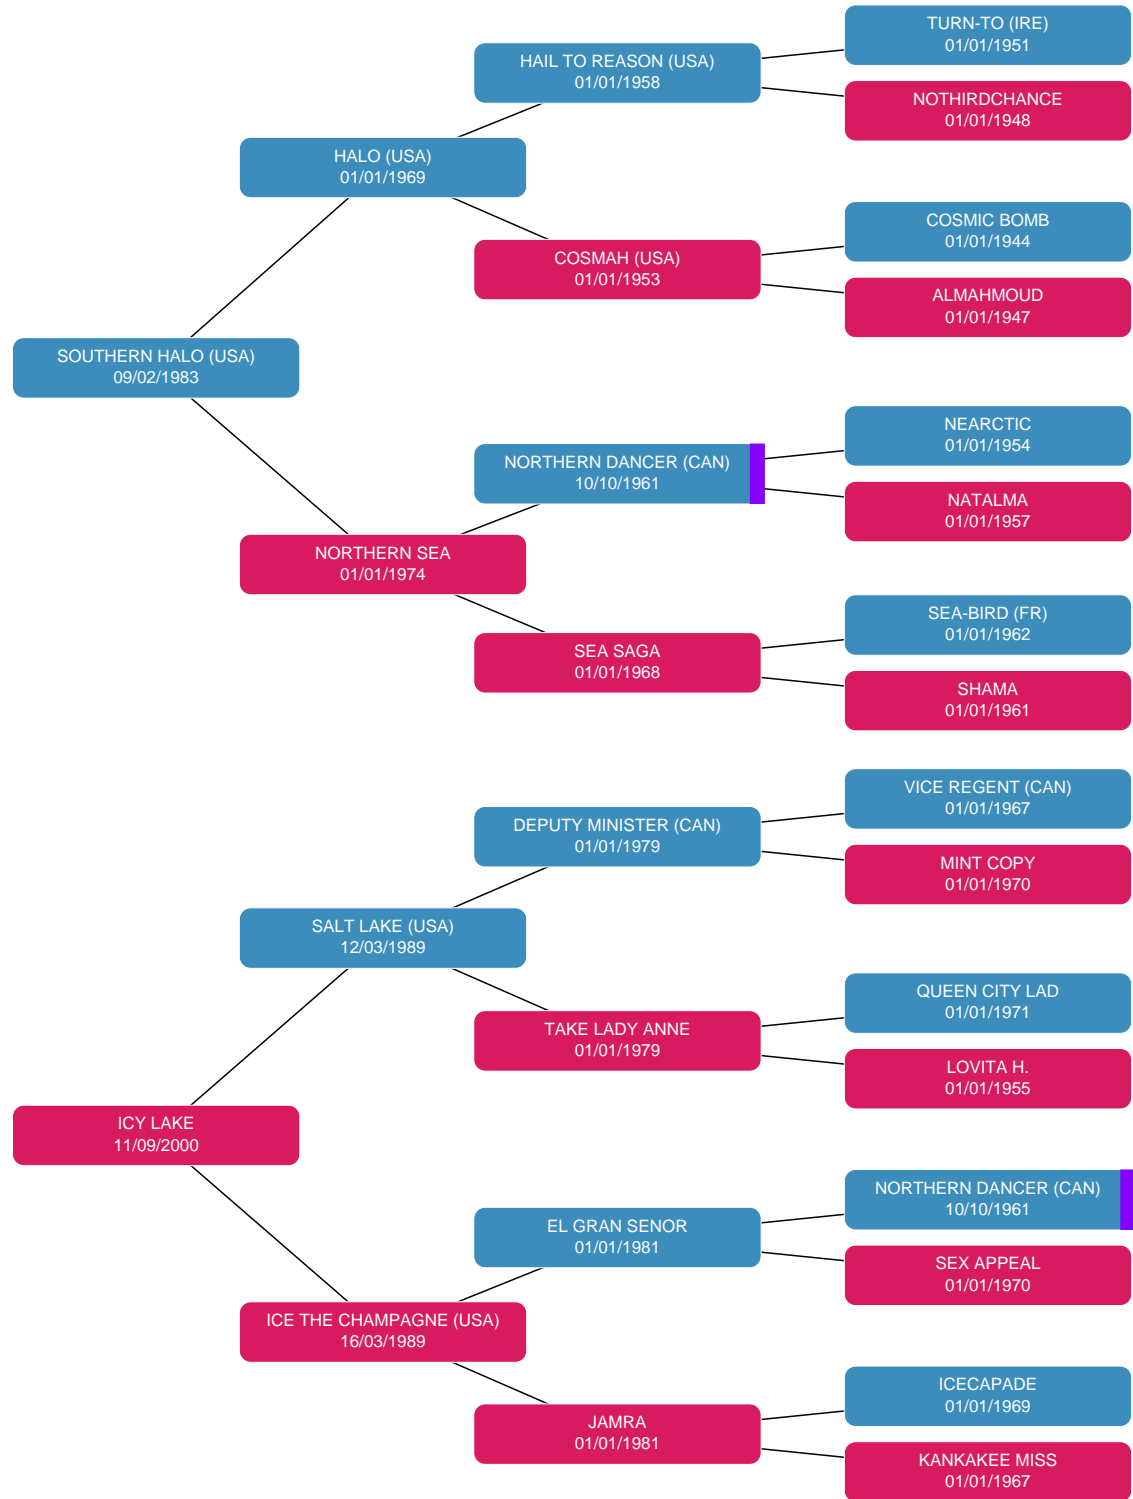 TURN-TO (IRE)
01/01/1951
HAIL TO REASON (USA)
01/01/1958
NOTHIRDCHANCE
01/01/1948
HALO (USA)
01/01/1969
COSMIC BOMB
01/01/1944
COSMAH (USA)
01/01/1953
ALMAHMOUD
01/01/1947
SOUTHERN HALO (USA)
09/02/1983
NEARCTIC
01/01/1954
NORTHERN DANCER (CAN)
10/10/1961
NATALMA
01/01/1957
NORTHERN SEA
01/01/1974
SEA-BIRD (FR)
01/01/1962
SEA SAGA
01/01/1968
SHAMA
01/01/1961
VICE REGENT (CAN)
01/01/1967
DEPUTY MINISTER (CAN)
01/01/1979
MINT COPY
01/01/1970
SALT LAKE (USA)
12/03/1989
QUEEN CITY LAD
01/01/1971
TAKE LADY ANNE
01/01/1979
LOVITA H.
01/01/1955
ICY LAKE
11/09/2000
NORTHERN DANCER (CAN)
10/10/1961
EL GRAN SENOR
01/01/1981
SEX APPEAL
01/01/1970
ICE THE CHAMPAGNE (USA)
16/03/1989
ICECAPADE
01/01/1969
JAMRA
01/01/1981
KANKAKEE MISS
01/01/1967